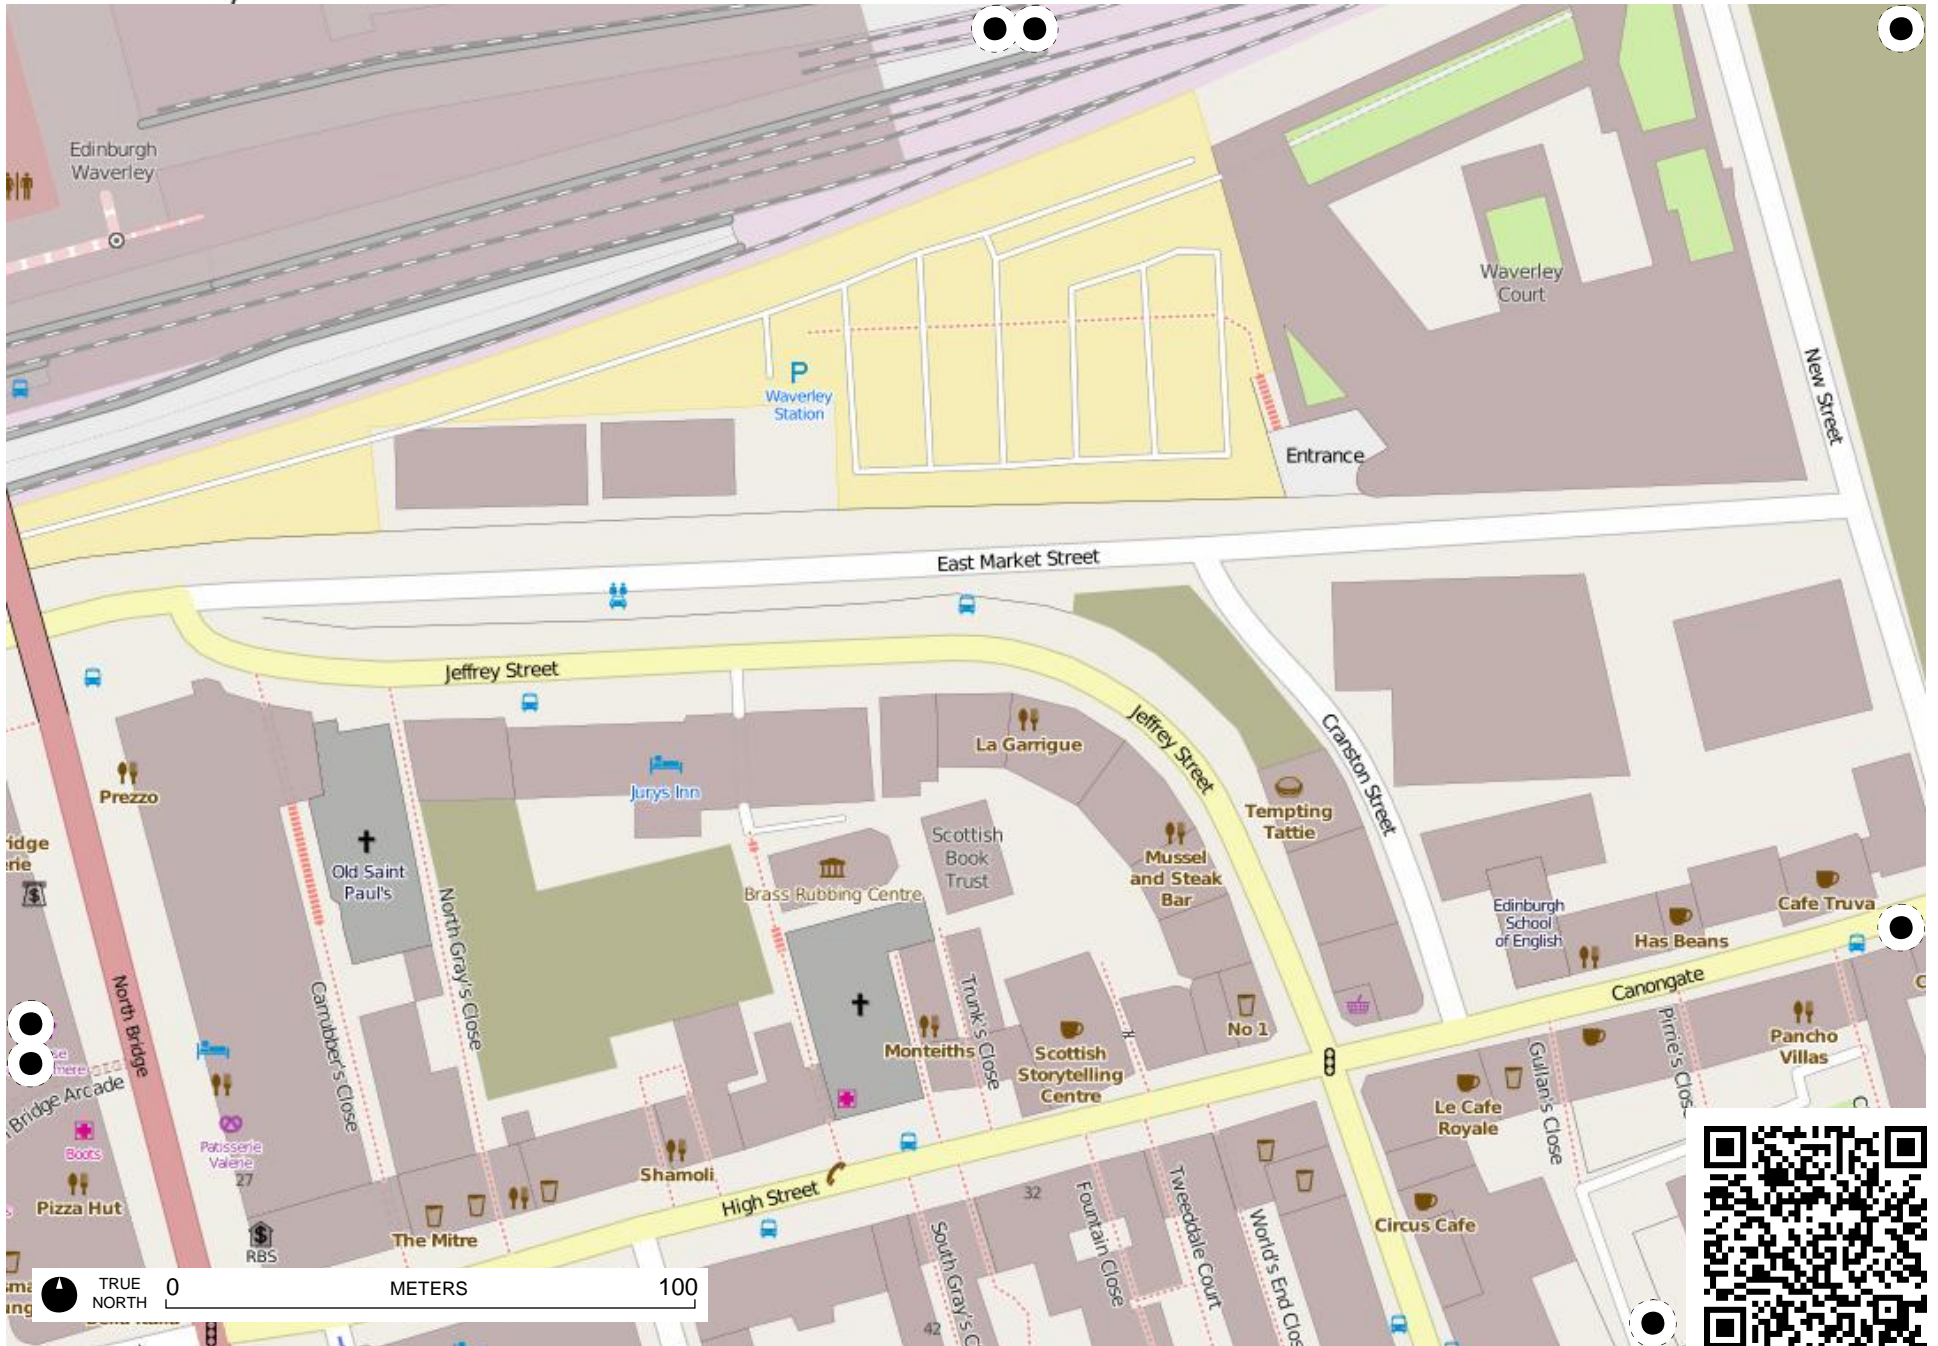 Edinburgh
Waverley
Waverley
Court
New Street
P
Waverley
Station
Entrance
East Market Street
Jeffrey Street
Jeffrey Street
La Garrigue
Cranston Street
Prezzo
Jurys Inn
Tempting
Tattie
Old Saint
Paul's
Scottish
Book
Trust
Mussel
and Steak
Bar
Brass Rubbing Centre
North Gray's Close
Edinburgh
School
of English
Cafe Truva
Has Beans
Canongate
North Bridge
Carrubber's Close
Trunk's Close
Monteiths
No 1
Scottish
Storytelling
Centre
Pirrie's Close
Pancho
Villas
Gullan's Close
Le Cafe
Royale
Bridge Arcade
Boots
Patisserie
Valerie
27
Pizza Hut
Shamoli
High Street
32
Fountain Close
Tweeddale Court
World's End Clos
Circus Cafe
The Mitre
South Gray's C
RBS
42
TRUE
NORTH
0 METERS 100